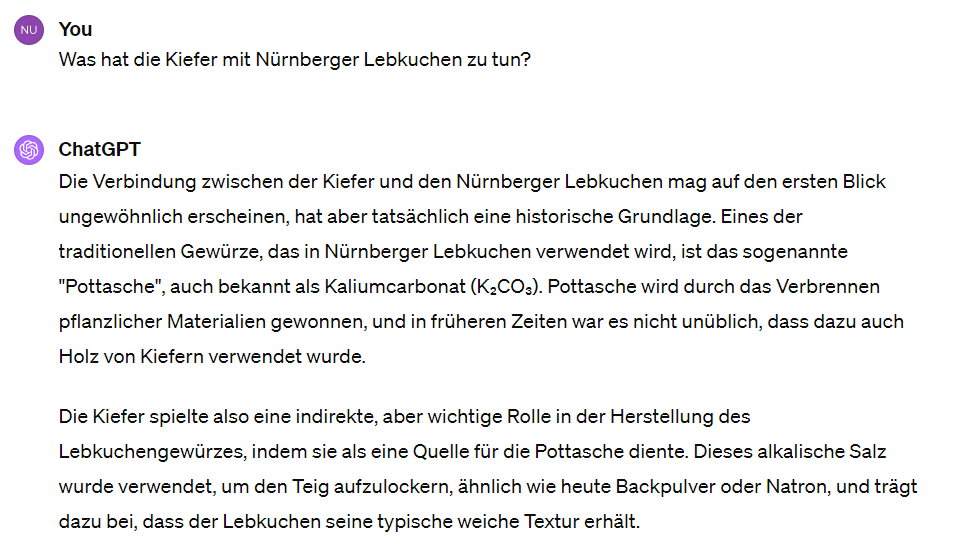 NU
You
Was hat die Kiefer mit Nürnberger Lebkuchen zu tun?
ChatGPT
Die Verbindung zwischen der Kiefer und den Nürnberger Lebkuchen mag auf den ersten Blick
ungewöhnlich erscheinen, hat aber tatsächlich eine historische Grundlage. Eines der
traditionellen Gewürze, das in Nürnberger Lebkuchen verwendet wird, ist das sogenannte
"Pottasche", auch bekannt als Kaliumcarbonat (K₂CO₃). Pottasche wird durch das Verbrennen
pflanzlicher Materialien gewonnen, und in früheren Zeiten war es nicht unüblich, dass dazu auch
Holz von Kiefern verwendet wurde.
Die Kiefer spielte also eine indirekte, aber wichtige Rolle in der Herstellung des
Lebkuchengewürzes, indem sie als eine Quelle für die Pottasche diente. Dieses alkalische Salz
wurde verwendet, um den Teig aufzulockern, ähnlich wie heute Backpulver oder Natron, und trägt
dazu bei, dass der Lebkuchen seine typische weiche Textur erhält.